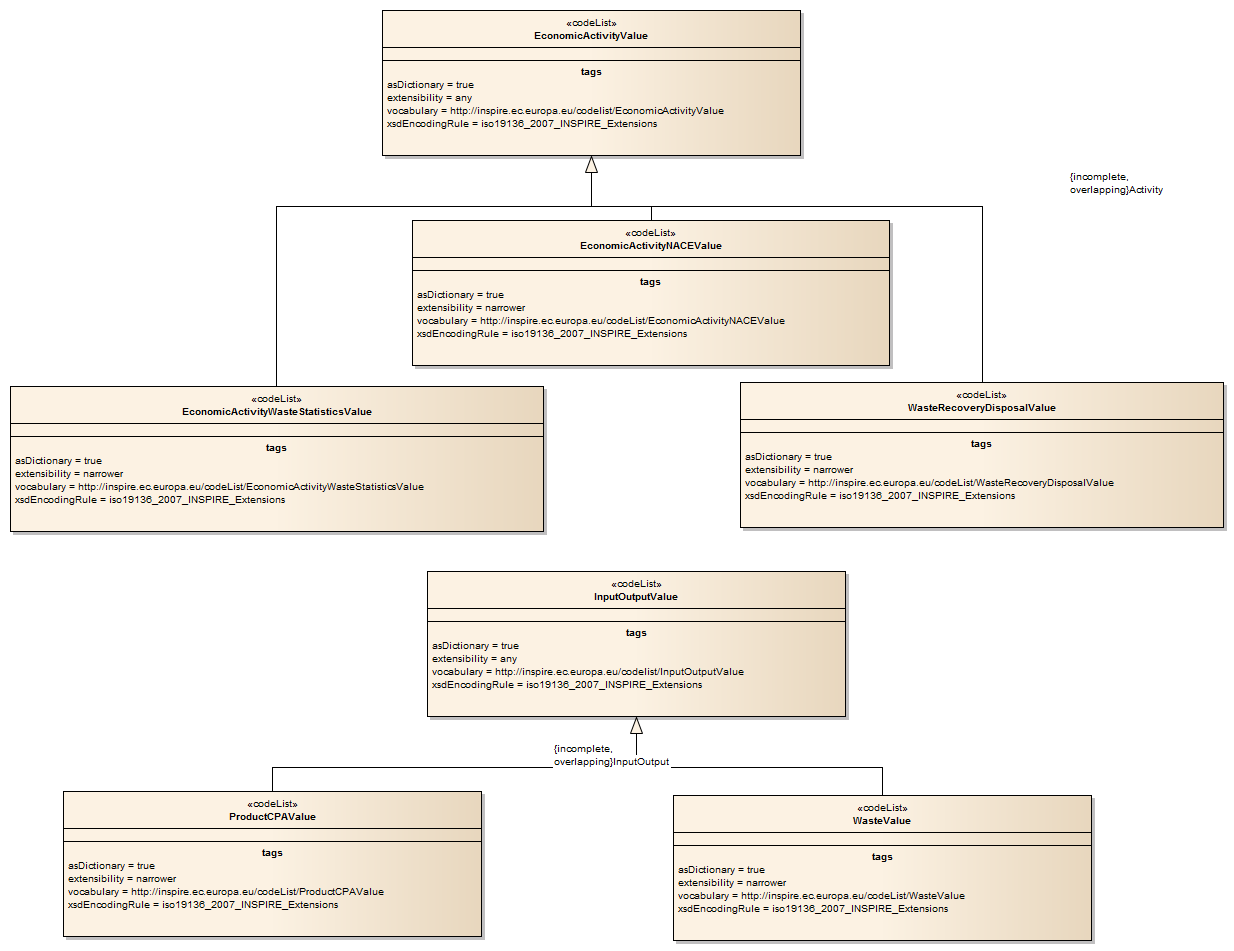 «codeList»
EconomicActivityValue
tags
asDictionary = true
extensibility = any
vocabulary = http://inspire.ec.europa.eu/codelist/EconomicActivityValue
xsdEncodingRule = iso19136_2007_INSPIRE_Extensions
{incomplete,
overlapping}Activity
«codeList»
EconomicActivityNACEValue
tags
asDictionary = true
extensibility = narrower
vocabulary = http://inspire.ec.europa.eu/codeList/EconomicActivityNACEValue
xsdEncodingRule = iso19136_2007_INSPIRE_Extensions
«codeList»
EconomicActivityWasteStatisticsValue
tags
asDictionary = true
extensibility = narrower
vocabulary = http://inspire.ec.europa.eu/codeList/EconomicActivityWasteStatisticsValue
xsdEncodingRule = iso19136_2007_INSPIRE_Extensions
«codeList»
WasteRecoveryDisposalValue
tags
asDictionary = true
extensibility = narrower
vocabulary = http://inspire.ec.europa.eu/codeList/WasteRecoveryDisposalValue
xsdEncodingRule = iso19136_2007_INSPIRE_Extensions
«codeList»
InputOutputValue
tags
asDictionary = true
extensibility = any
vocabulary = http://inspire.ec.europa.eu/codelist/InputOutputValue
xsdEncodingRule = iso19136_2007_INSPIRE_Extensions
{incomplete,
overlapping}InputOutput
«codeList»
ProductCPAValue
tags
asDictionary = true
extensibility = narrower
vocabulary = http://inspire.ec.europa.eu/codeList/ProductCPAValue
xsdEncodingRule = iso19136_2007_INSPIRE_Extensions
«codeList»
WasteValue
tags
asDictionary = true
extensibility = narrower
vocabulary = http://inspire.ec.europa.eu/codeList/WasteValue
xsdEncodingRule = iso19136_2007_INSPIRE_Extensions